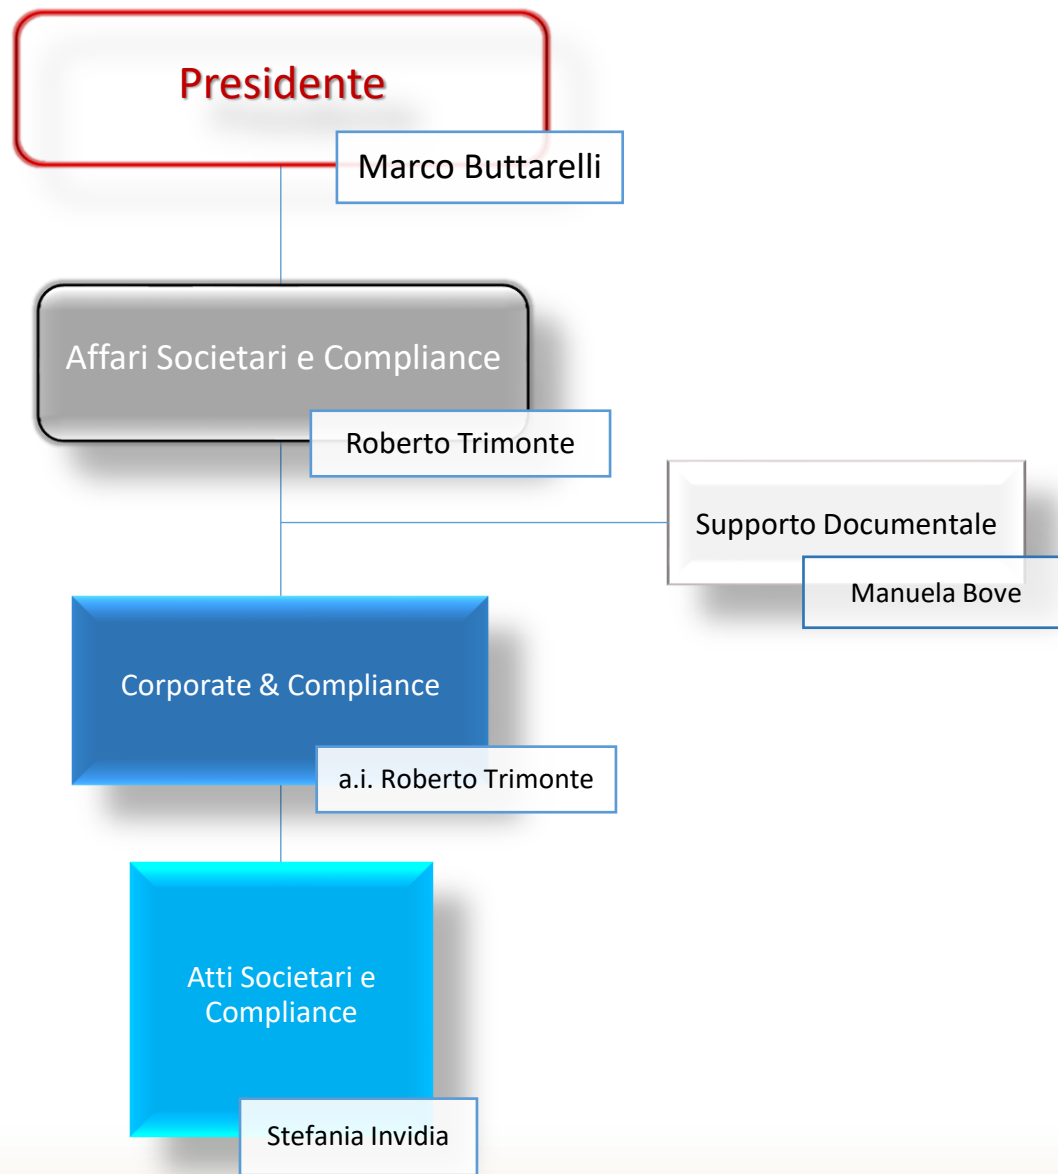 Presidente
Marco Buttarelli
Affari Societari e Compliance
Roberto Trimonte
Supporto Documentale
Manuela Bove
Corporate & Compliance
a.i. Roberto Trimonte
Atti Societari e
Compliance
Stefania Invidia